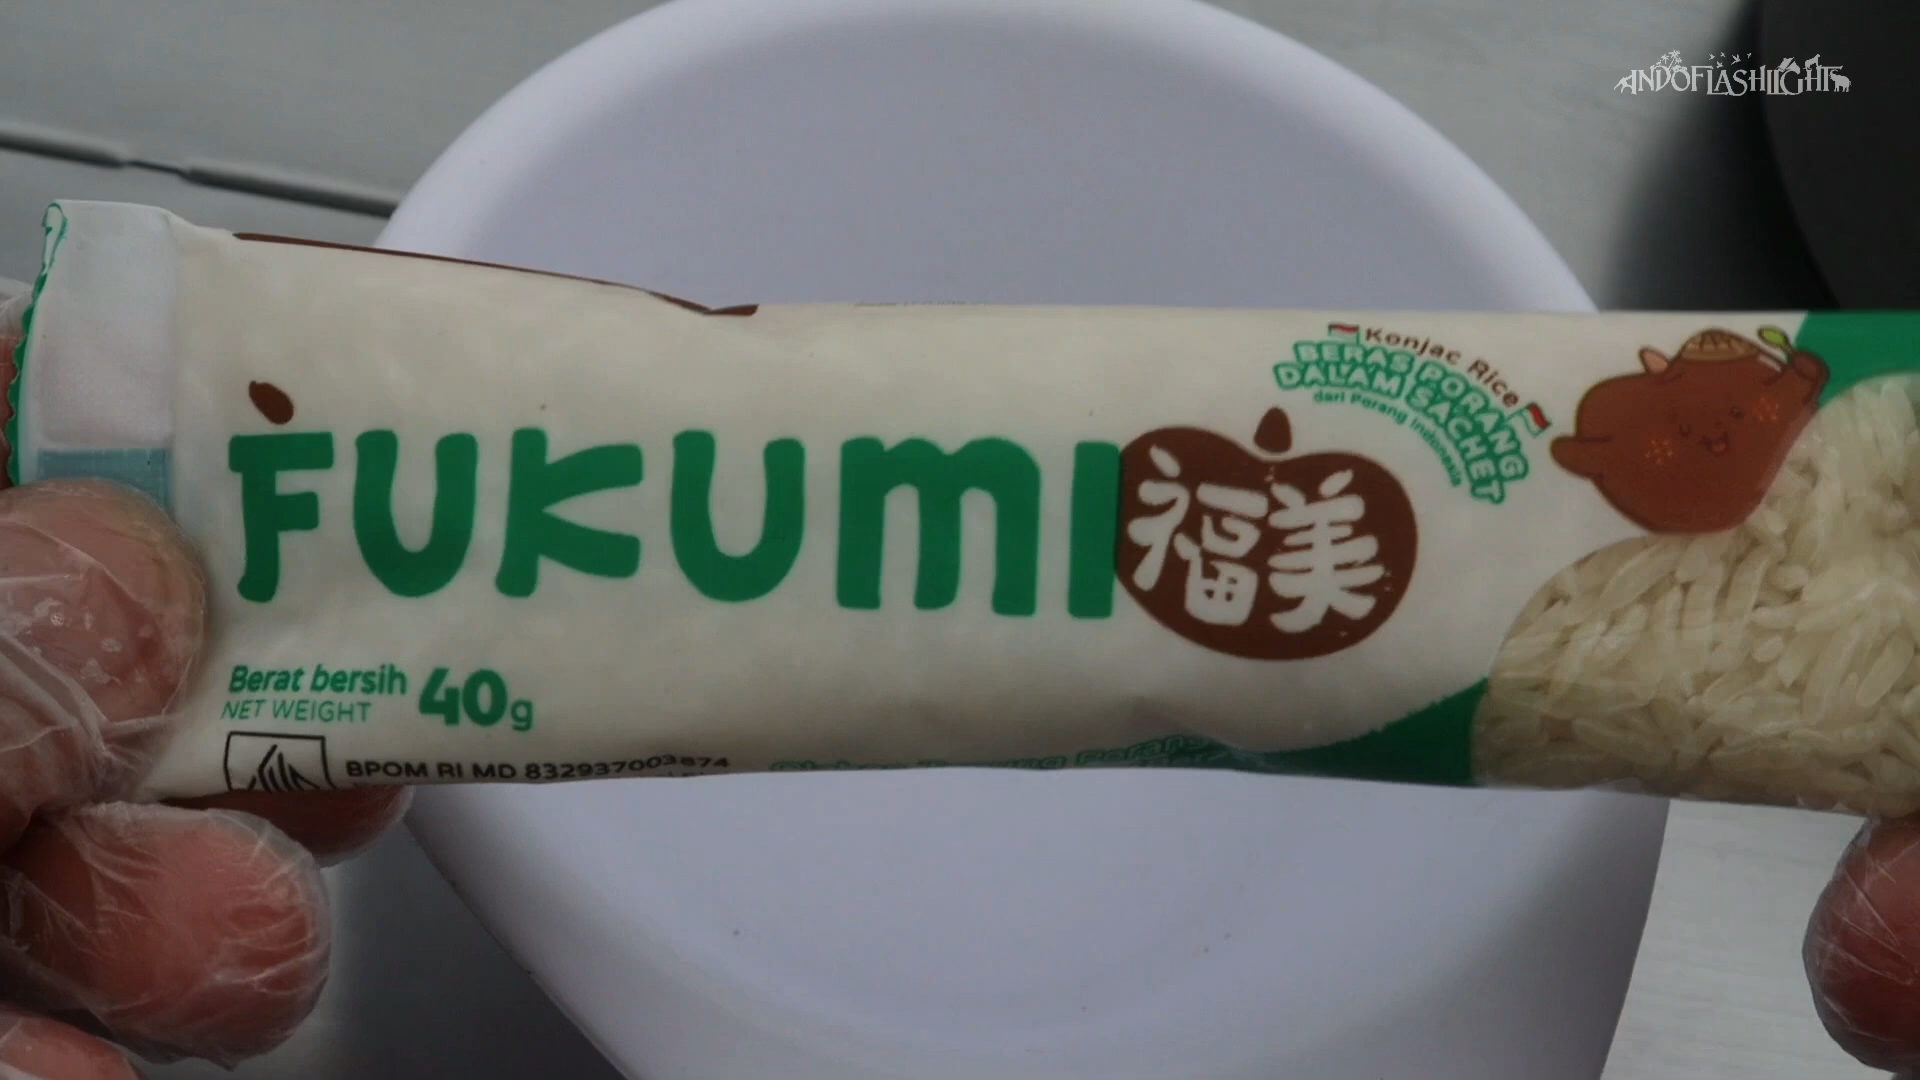 ANDOFLASHLIGHT
Konjac Rice
BERAS PORANG
DALAM SACHET
dari Porang Indonesia
FUKUMI
福美
Berat bersih 40g
NET WEIGHT
BPOM RI MD 832937003874
Porang